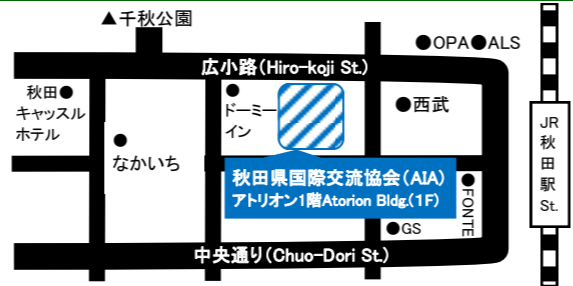 ▲千秋公園
●OPA●ALS
広小路(Hiro-koji St.)
秋田●
キャッスル
ホテル
●
なかいち
●
ドーミー
イン
●西武
JR
秋
田
駅
St.
秋田県国際交流協会(AIA)
アトリオン1階Atorion Bldg.(1F)
●FONTE
●GS
中央通り(Chuo-Dori St.)